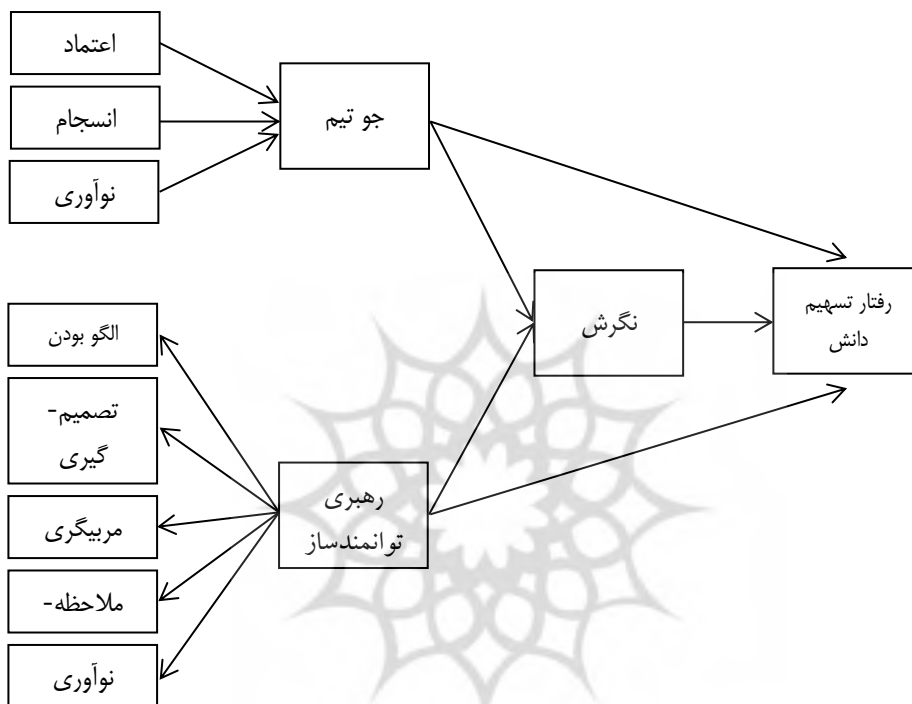 اعتماد
انسجام
نوآوری
جو تیم
نگرش
رفتار تسهیم
دانش
الگو بودن
تصمیم-
گیری
مربیگری
ملاحظه-
نوآوری
رهبری
توانمندساز